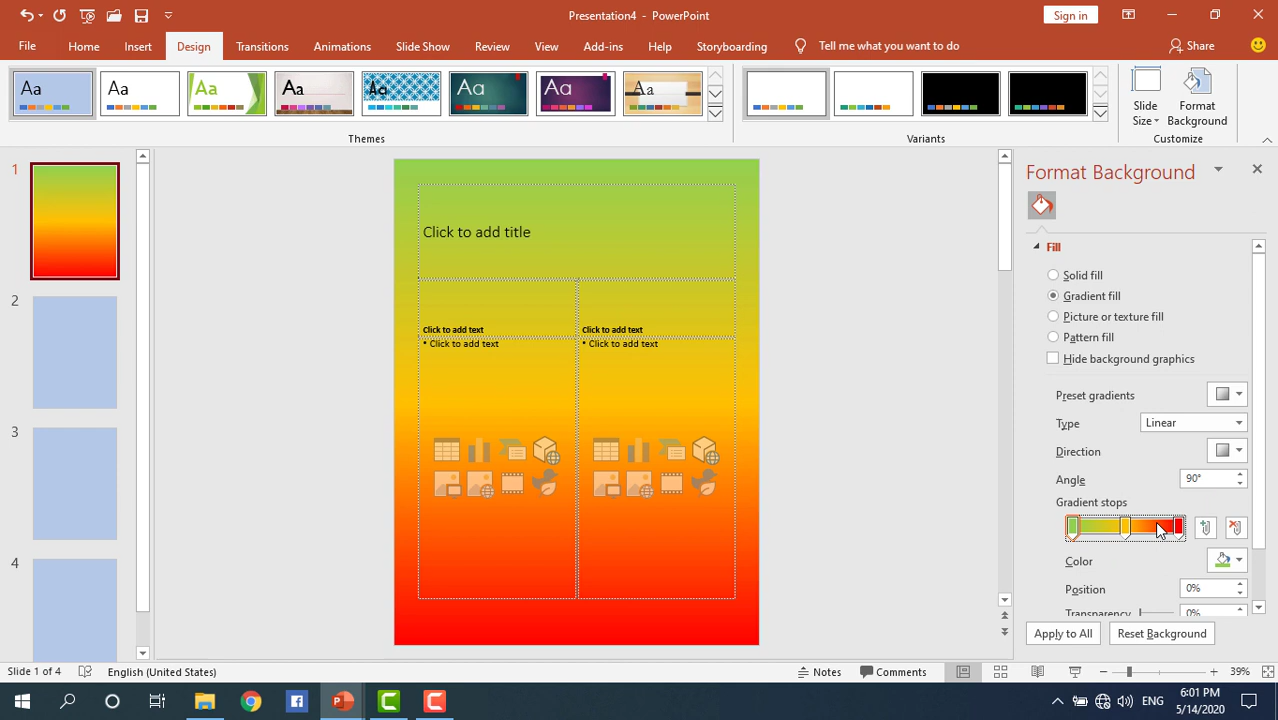 Presentation4 - PowerPoint
Sign in
File Home Insert Design Transitions Animations Slide Show Review View Add-ins Help Storyboarding Tell me what you want to do Share
Aa Aa Aa Aa Aa Aa Aa Aa
Slide Size
Format Background
Themes Variants Customize
1
2
3
4
Click to add title
Click to add text Click to add text
• Click to add text • Click to add text
Format Background
Fill
Solid fill
Gradient fill
Picture or texture fill
Pattern fill
Hide background graphics
Preset gradients
Type Linear
Direction
Angle 90°
Gradient stops
Color
Position 0%
Transparency 0%
Apply to All Reset Background
Slide 1 of 4 English (United States) Notes Comments 39%
ENG 6:01 PM
5/14/2020